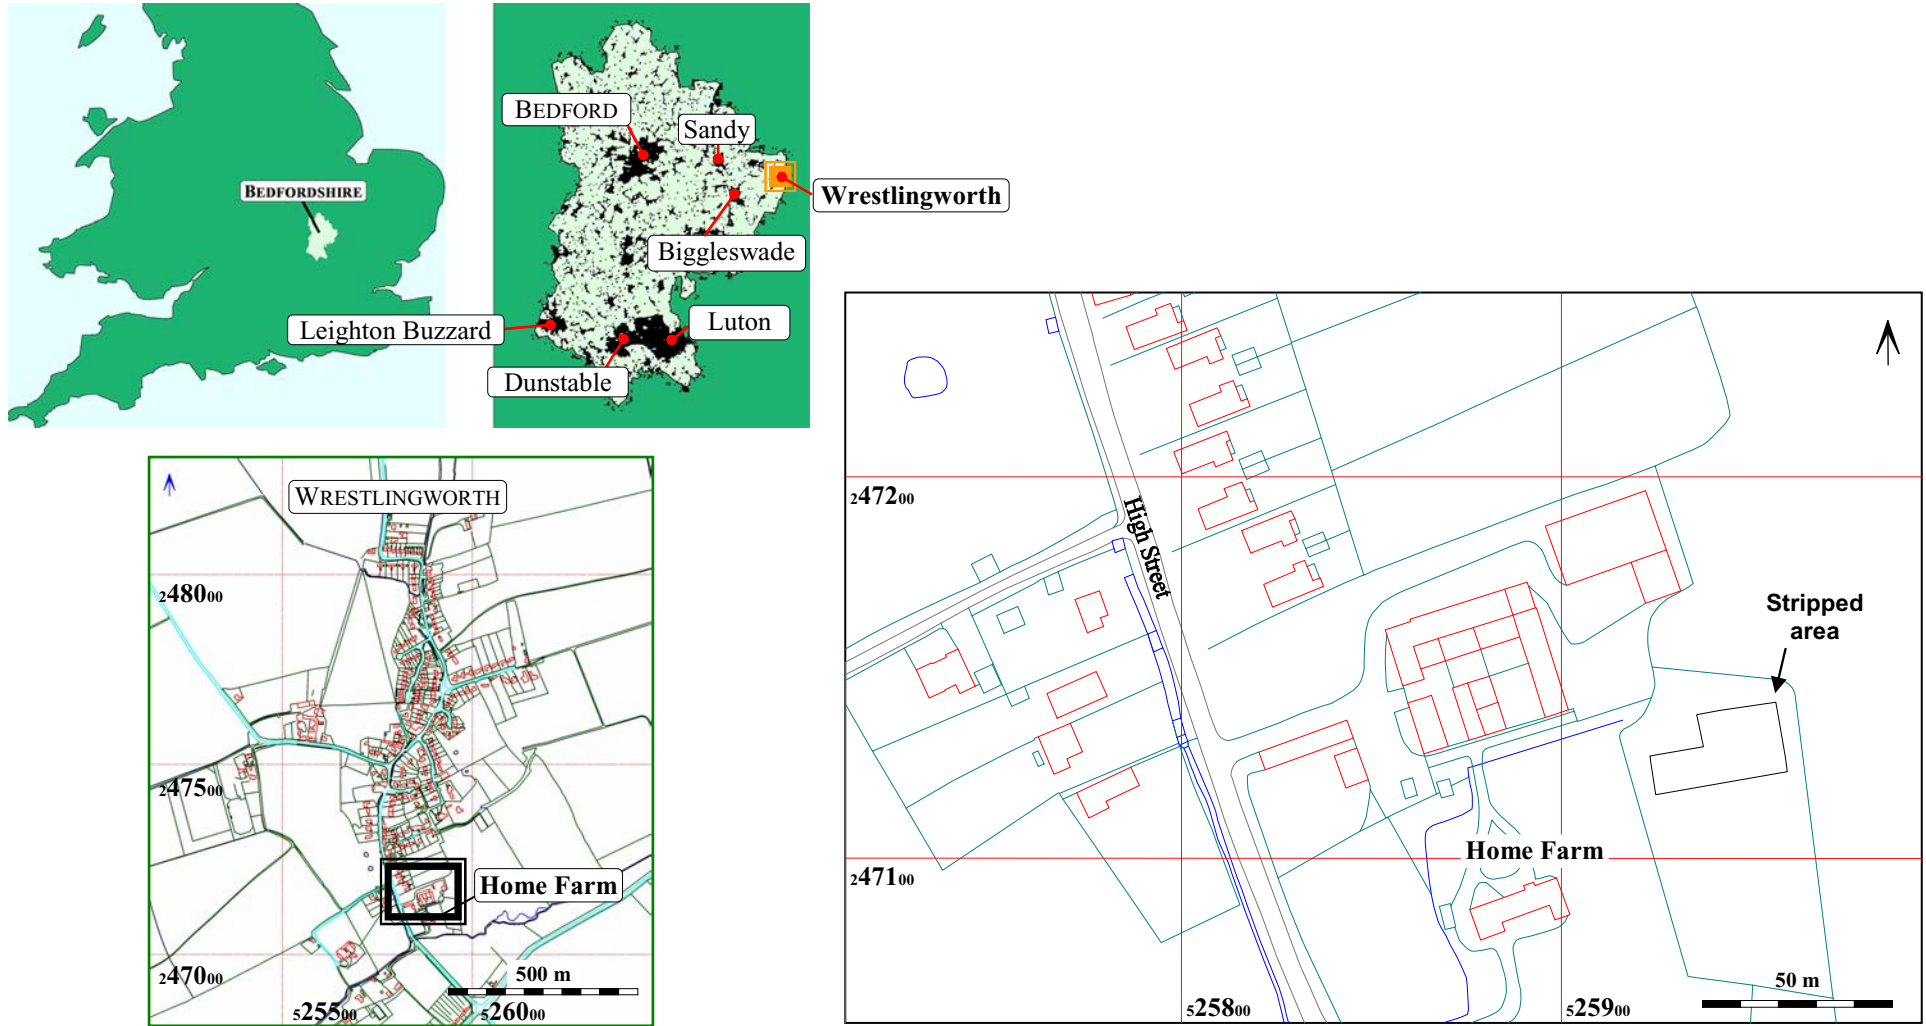 BEDFORDSHIRE
BEDFORD
Sandy
Wrestlingworth
Biggleswade
Leighton Buzzard
Luton
Dunstable
WRESTLINGWORTH
248000
247500
247000
525500
526000
500 m
Home Farm
247200
247100
High Street
Stripped
area
Home Farm
525800
525900
50 m